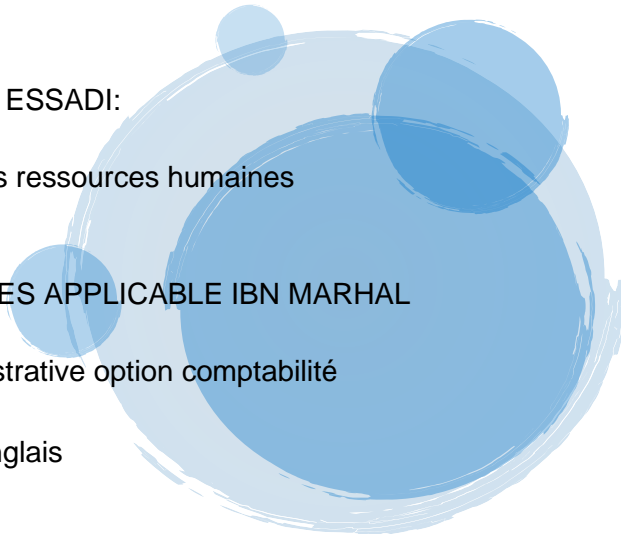 ESSADI:
s ressources humaines
ES APPLICABLE IBN MARHAL
strative option comptabilité
glais